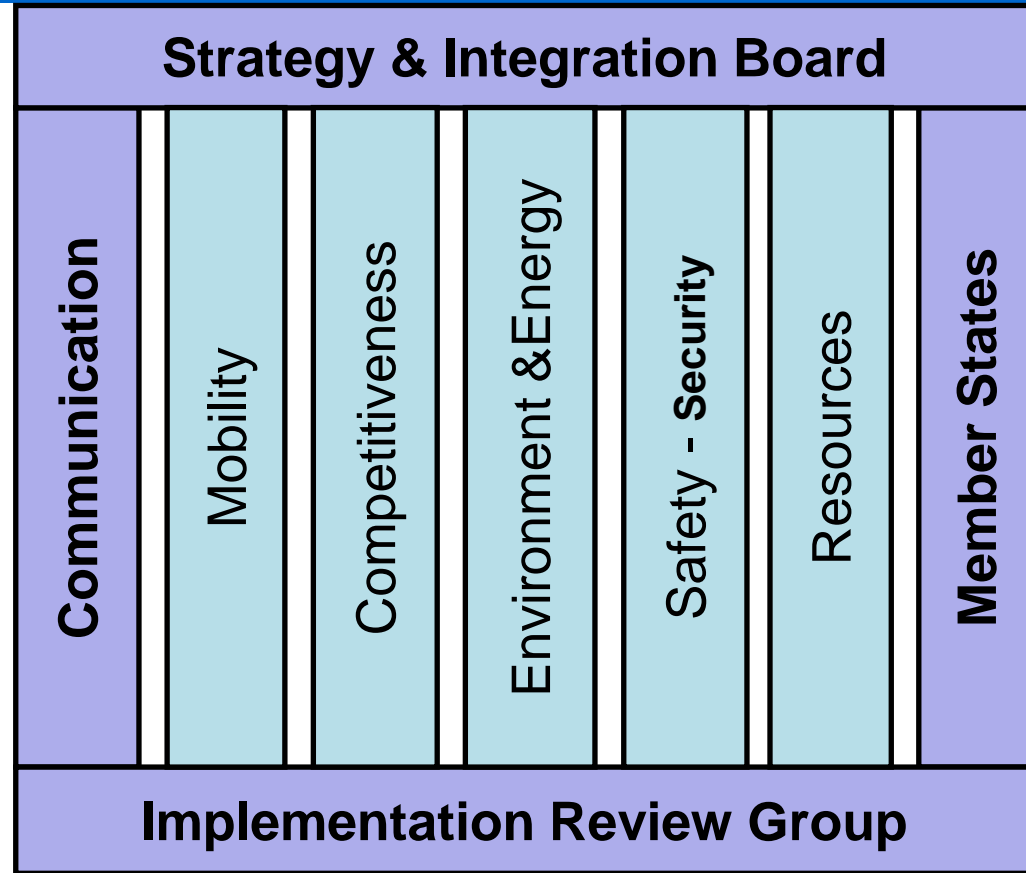 Strategy & Integration Board
Communication
Mobility
Competitiveness
Environment &Energy
Safety - Security
Resources
Member States
Implementation Review Group